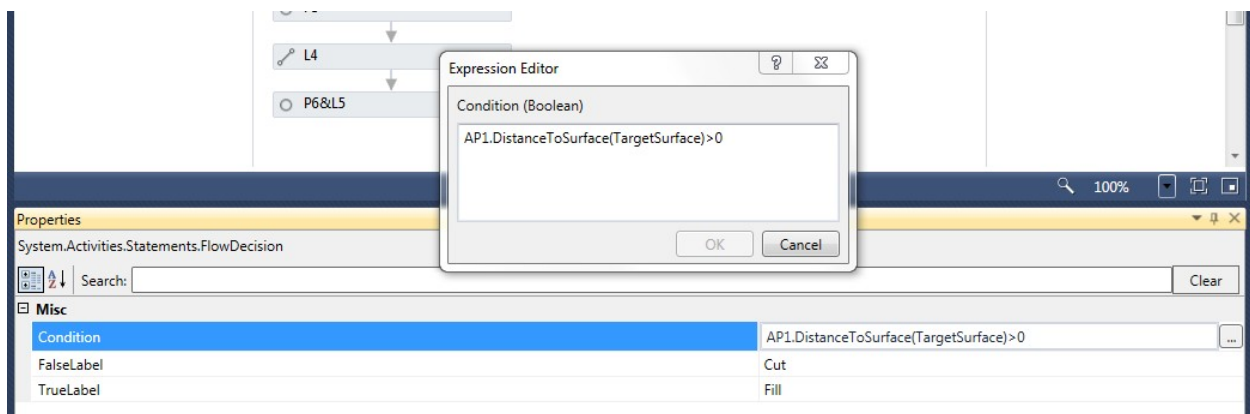 L4
P6&L5
Expression Editor
Condition (Boolean)
AP1.DistanceToSurface(TargetSurface)>0
OK Cancel
100%
Properties
System.Activities.Statements.FlowDecision
Search: Clear
Misc
Condition AP1.DistanceToSurface(TargetSurface)>0 ...
FalseLabel Cut
TrueLabel Fill